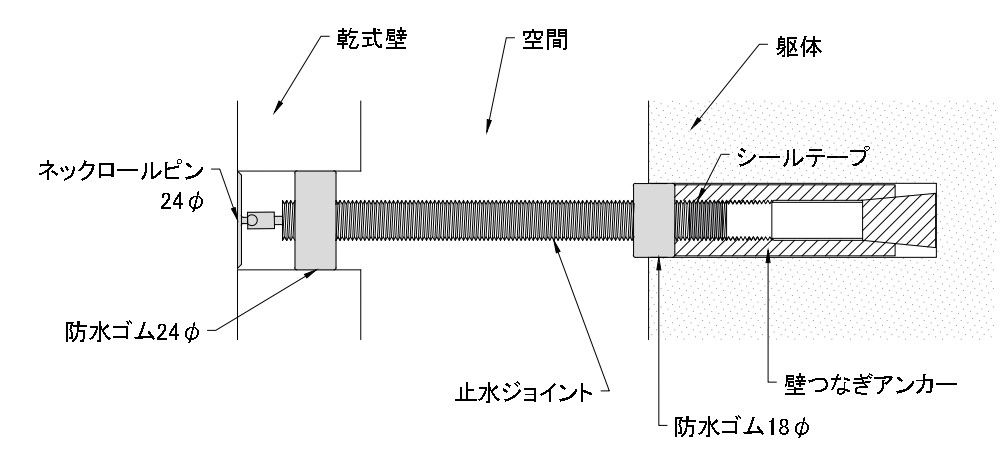 乾式壁
空間
躯体
シールテープ
ネックロールピン
24φ
防水ゴム24φ
止水ジョイント
壁つなぎアンカー
防水ゴム18φ